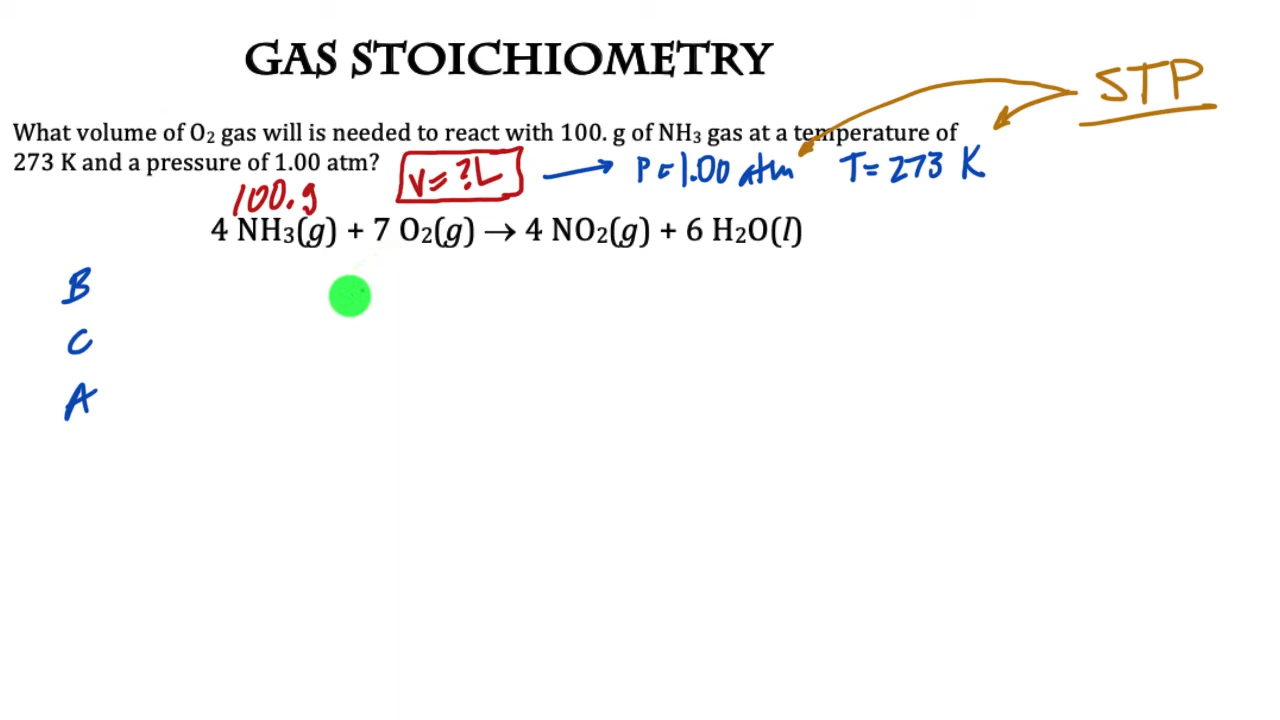 GAS STOICHIOMETRY
STP
What volume of O₂ gas will is needed to react with 100. g of NH₃ gas at a temperature of
273 K and a pressure of 1.00 atm? V= ?L → P = 1.00 atm T= 273 K
100. g
4 NH₃(g) + 7 O₂(g) → 4 NO₂(g) + 6 H₂O(l)
B
C
A